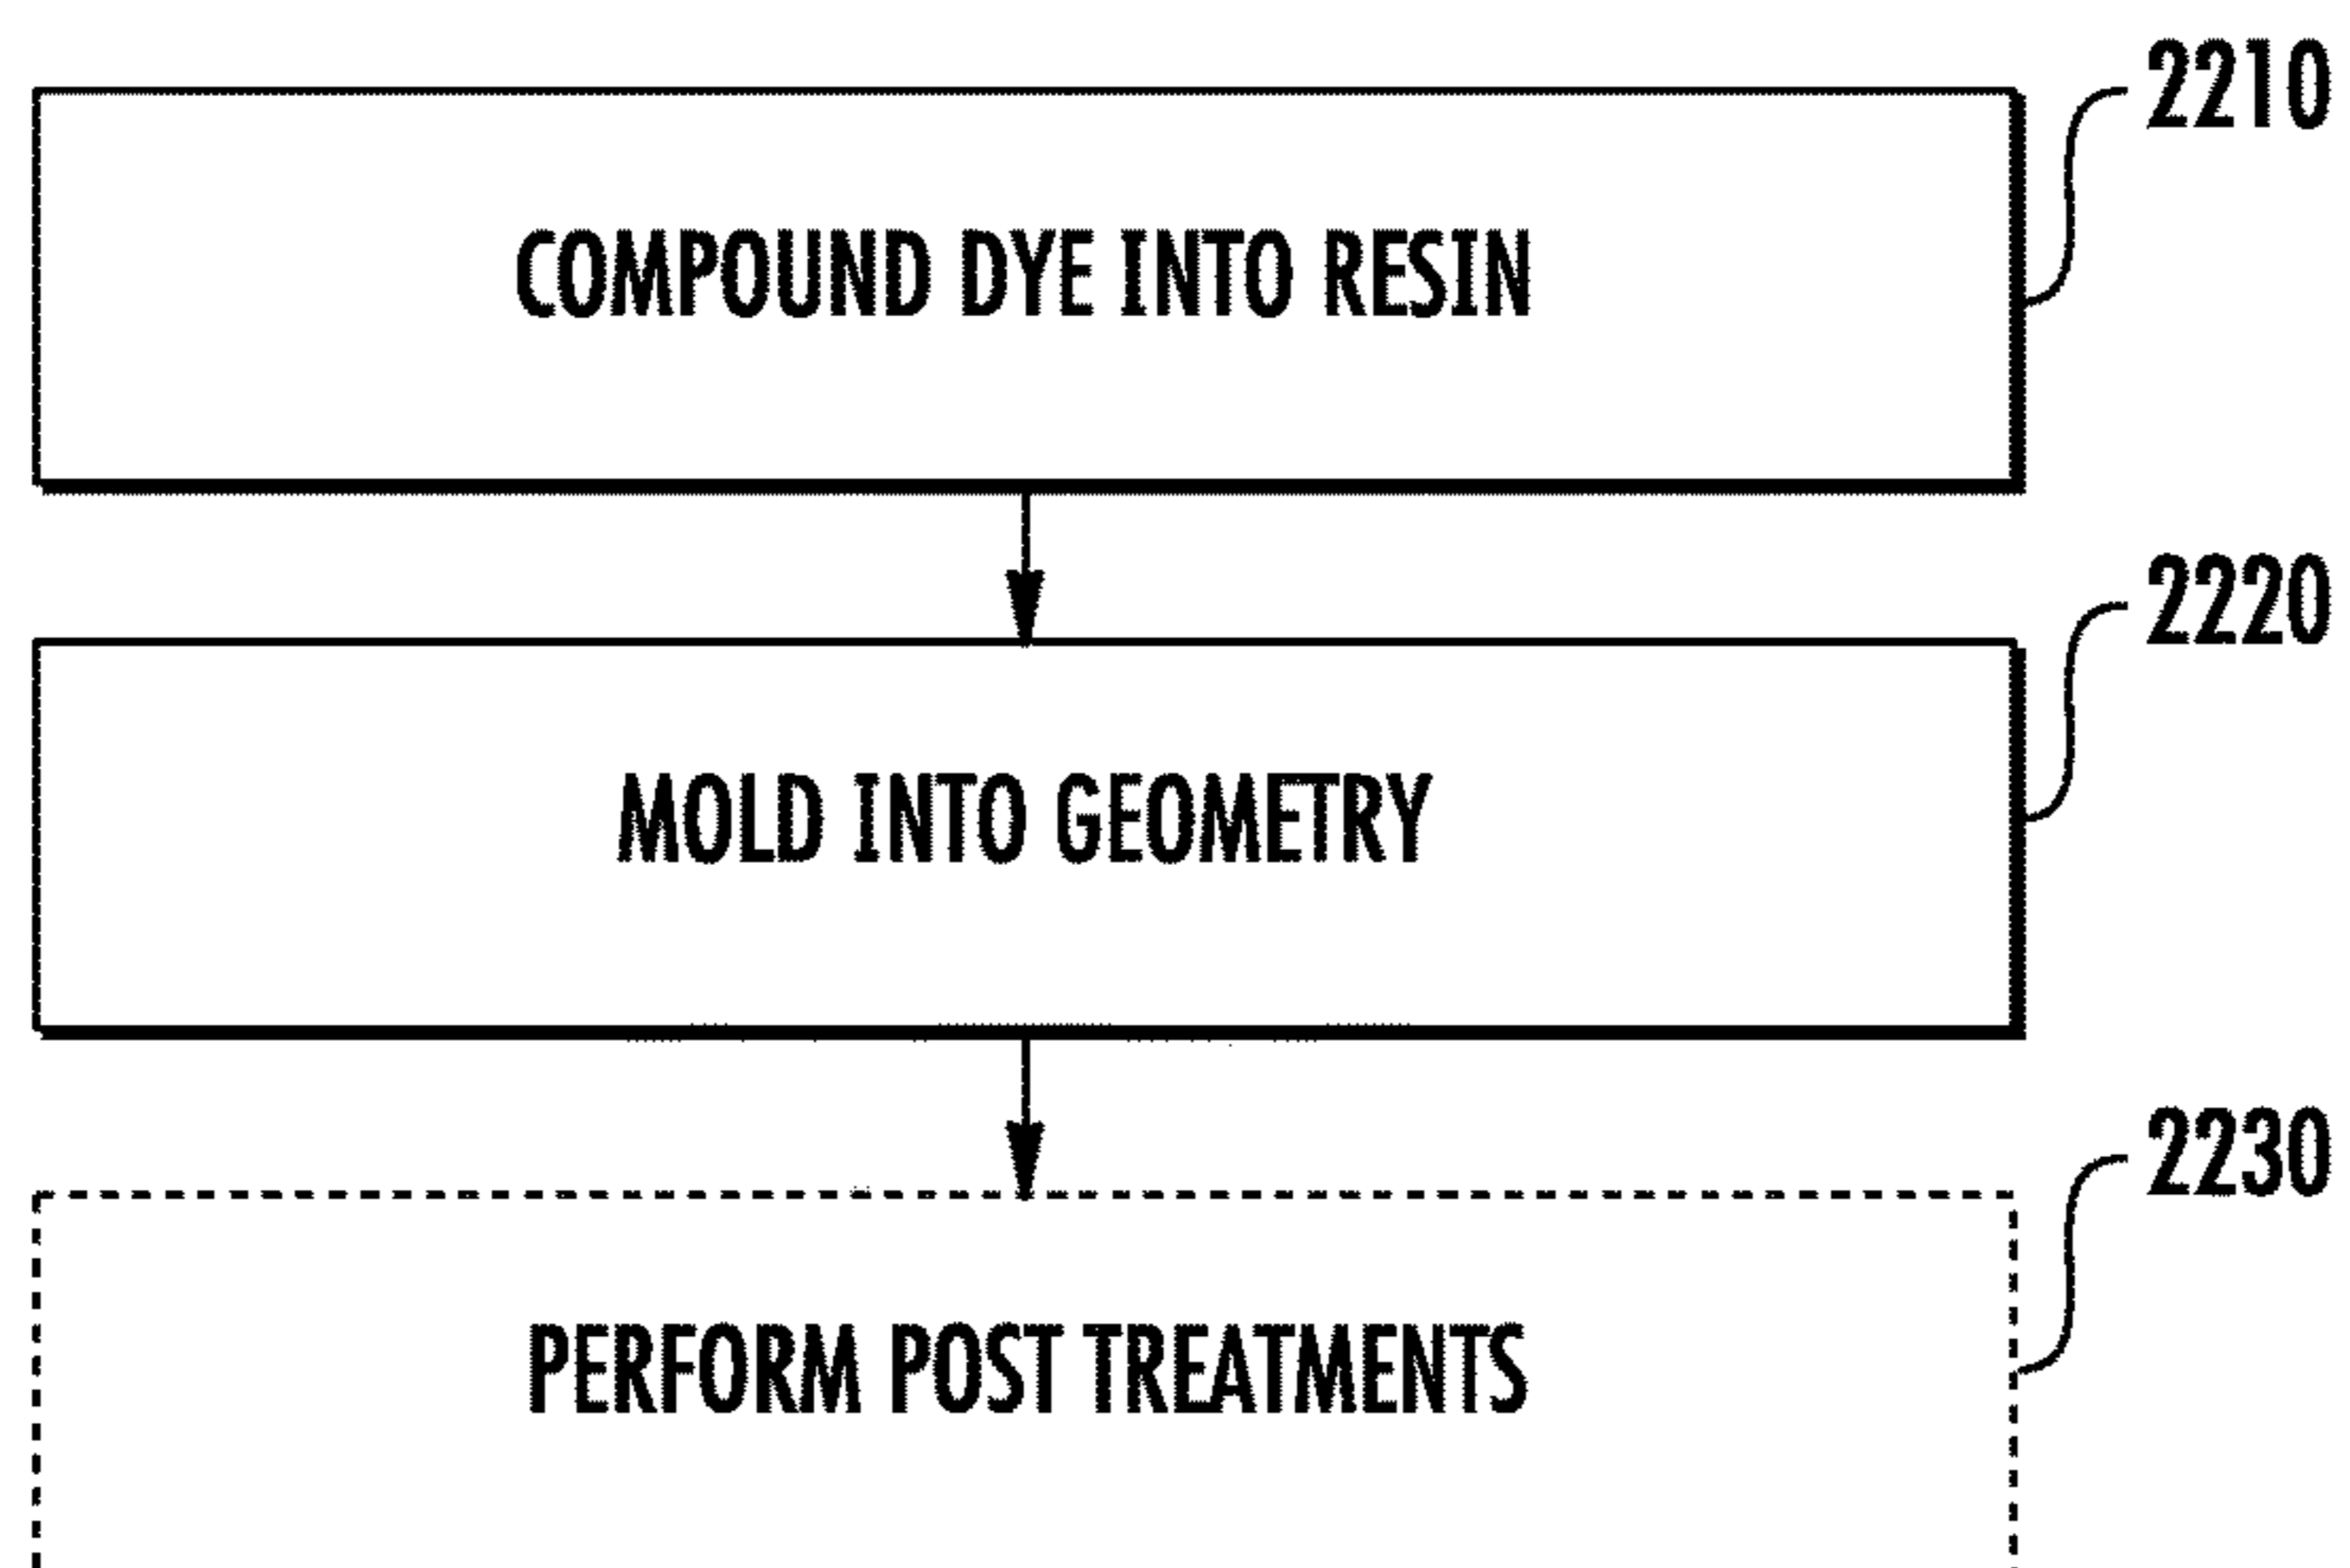 2210
COMPOUND DYE INTO RESIN
2220
MOLD INTO GEOMETRY
2230
PERFORM POST TREATMENTS